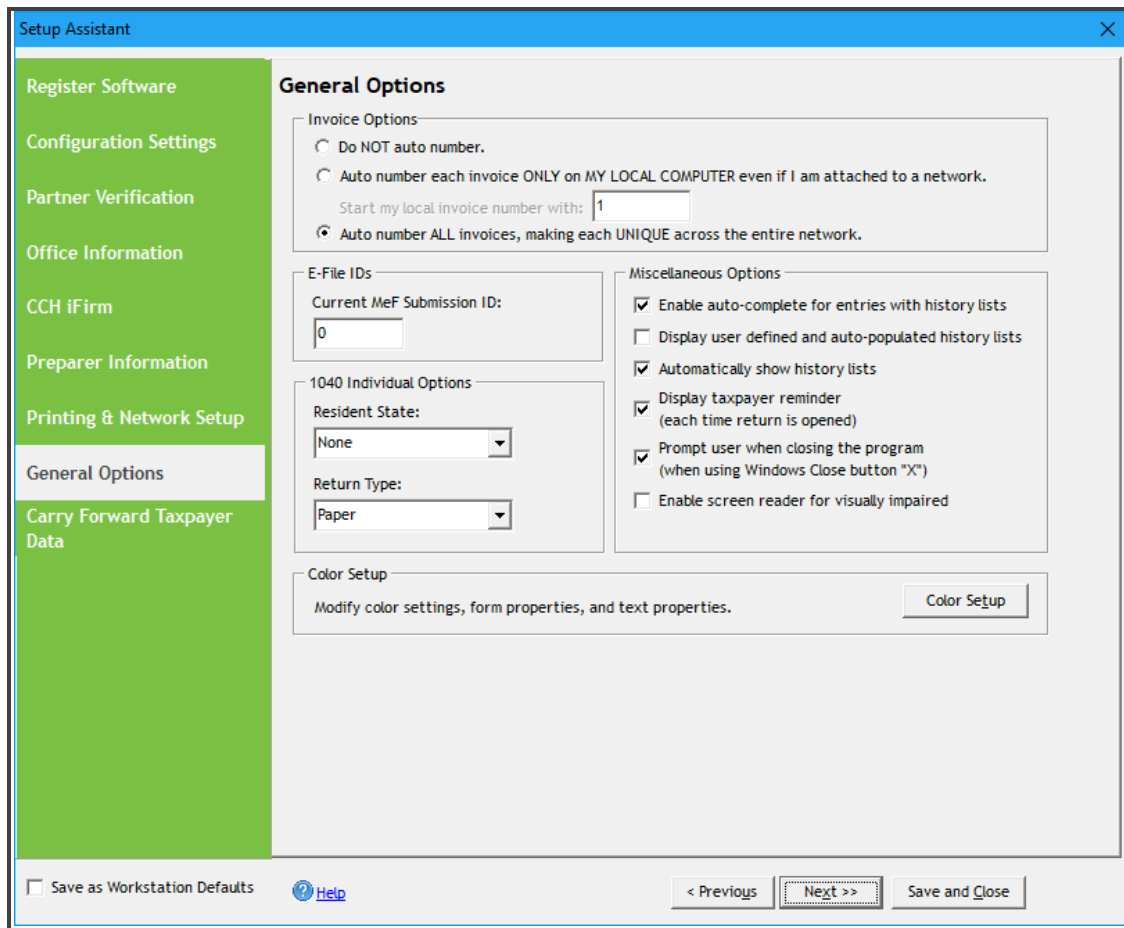 Setup Assistant
Register Software
Configuration Settings
Partner Verification
Office Information
CCH iFirm
Preparer Information
Printing & Network Setup
General Options
Carry Forward Taxpayer
Data
General Options
Invoice Options
Do NOT auto number.
Auto number each invoice ONLY on MY LOCAL COMPUTER even if I am attached to a network.
Start my local invoice number with: 1
Auto number ALL invoices, making each UNIQUE across the entire network.
E-File IDs
Current MeF Submission ID:
0
1040 Individual Options
Resident State:
None
Return Type:
Paper
Miscellaneous Options
Enable auto-complete for entries with history lists
Display user defined and auto-populated history lists
Automatically show history lists
Display taxpayer reminder
(each time return is opened)
Prompt user when closing the program
(when using Windows Close button "X")
Enable screen reader for visually impaired
Color Setup
Modify color settings, form properties, and text properties.
Color Setup
Save as Workstation Defaults
? Help
< Previous
Next >>
Save and Close